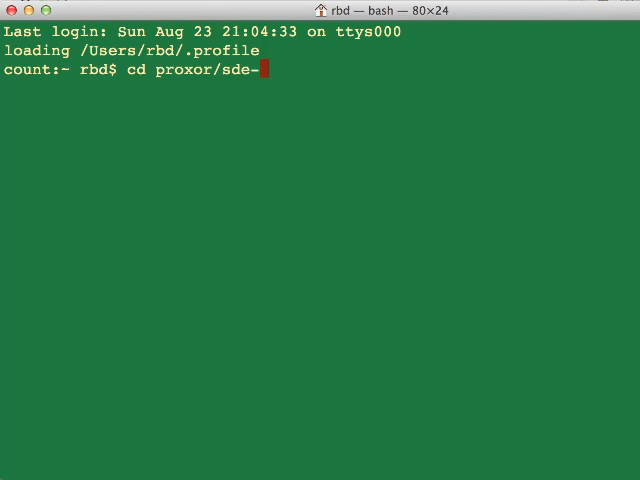 rbd — bash — 80×24
Last login: Sun Aug 23 21:04:33 on ttys000
loading /Users/rbd/.profile
count:~ rbd$ cd proxor/sde-